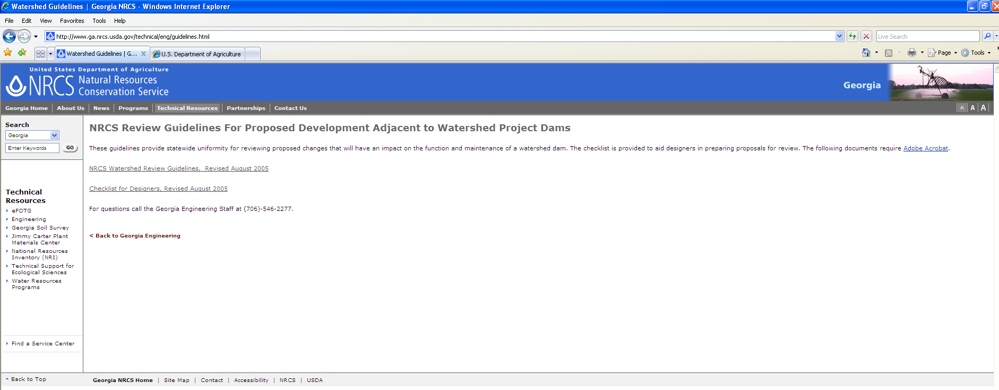 Watershed Guidelines | Georgia NRCS - Windows Internet Explorer
File Edit View Favorites Tools Help
http://www.ga.nrcs.usda.gov/technical/eng/guidelines.html
Live Search
Watershed Guidelines | G...
U.S. Department of Agriculture
Page
Tools
United States Department of Agriculture
NRCS
Natural Resources
Conservation Service
Georgia
Georgia Home | About Us | News | Programs | Technical Resources | Partnerships | Contact Us
A A A
Search
Georgia
Enter Keywords GO
Technical
Resources
eFOTG
Engineering
Georgia Soil Survey
Jimmy Carter Plant
Materials Center
National Resources
Inventory (NRI)
Technical Support for
Ecological Sciences
Water Resources
Programs
Find a Service Center
NRCS Review Guidelines For Proposed Development Adjacent to Watershed Project Dams
These guidelines provide statewide uniformity for reviewing proposed changes that will have an impact on the function and maintenance of a watershed dam. The checklist is provided to aid designers in preparing proposals for review. The following documents require Adobe Acrobat.
NRCS Watershed Review Guidelines,  Revised August 2005
Checklist for Designers, Revised August 2005
For questions call the Georgia Engineering Staff at (706)-546-2277.
< Back to Georgia Engineering
Back to Top
Georgia NRCS Home | Site Map | Contact | Accessibility | NRCS | USDA